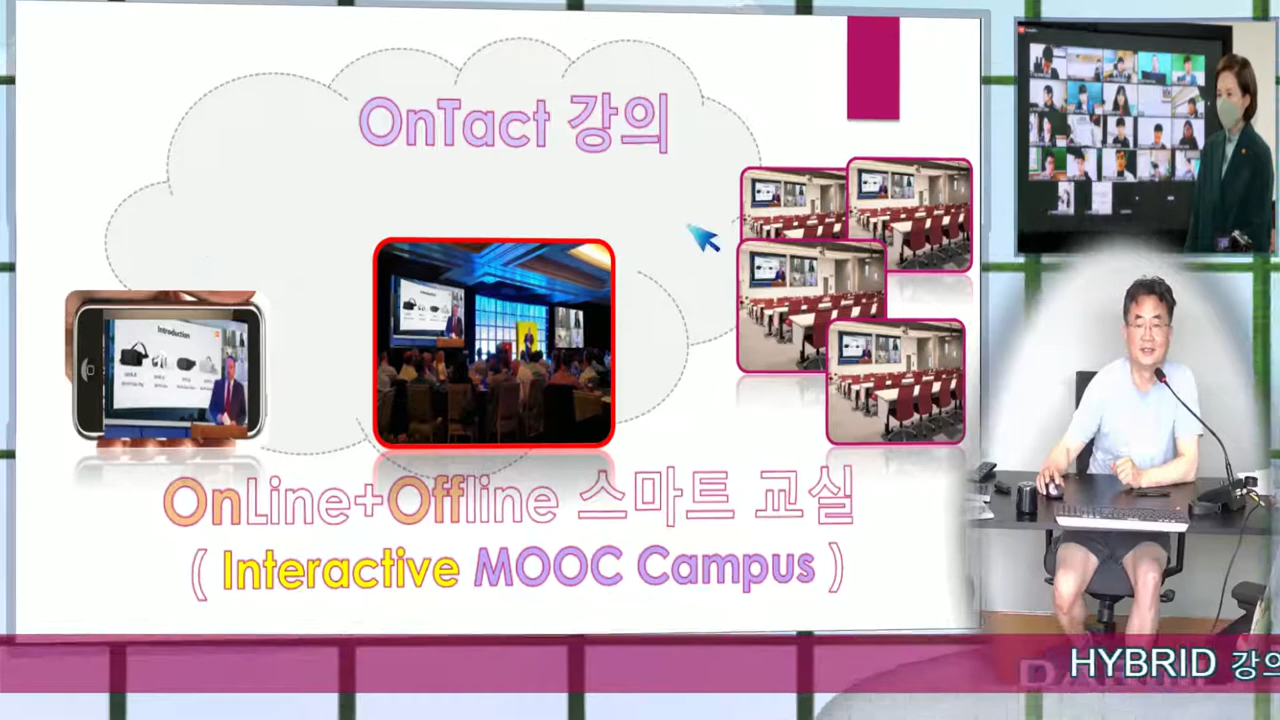 OnTact 강의
Introduction
OnLine+Offline 스마트 교실
( Interactive MOOC Campus )
HYBRID 강의